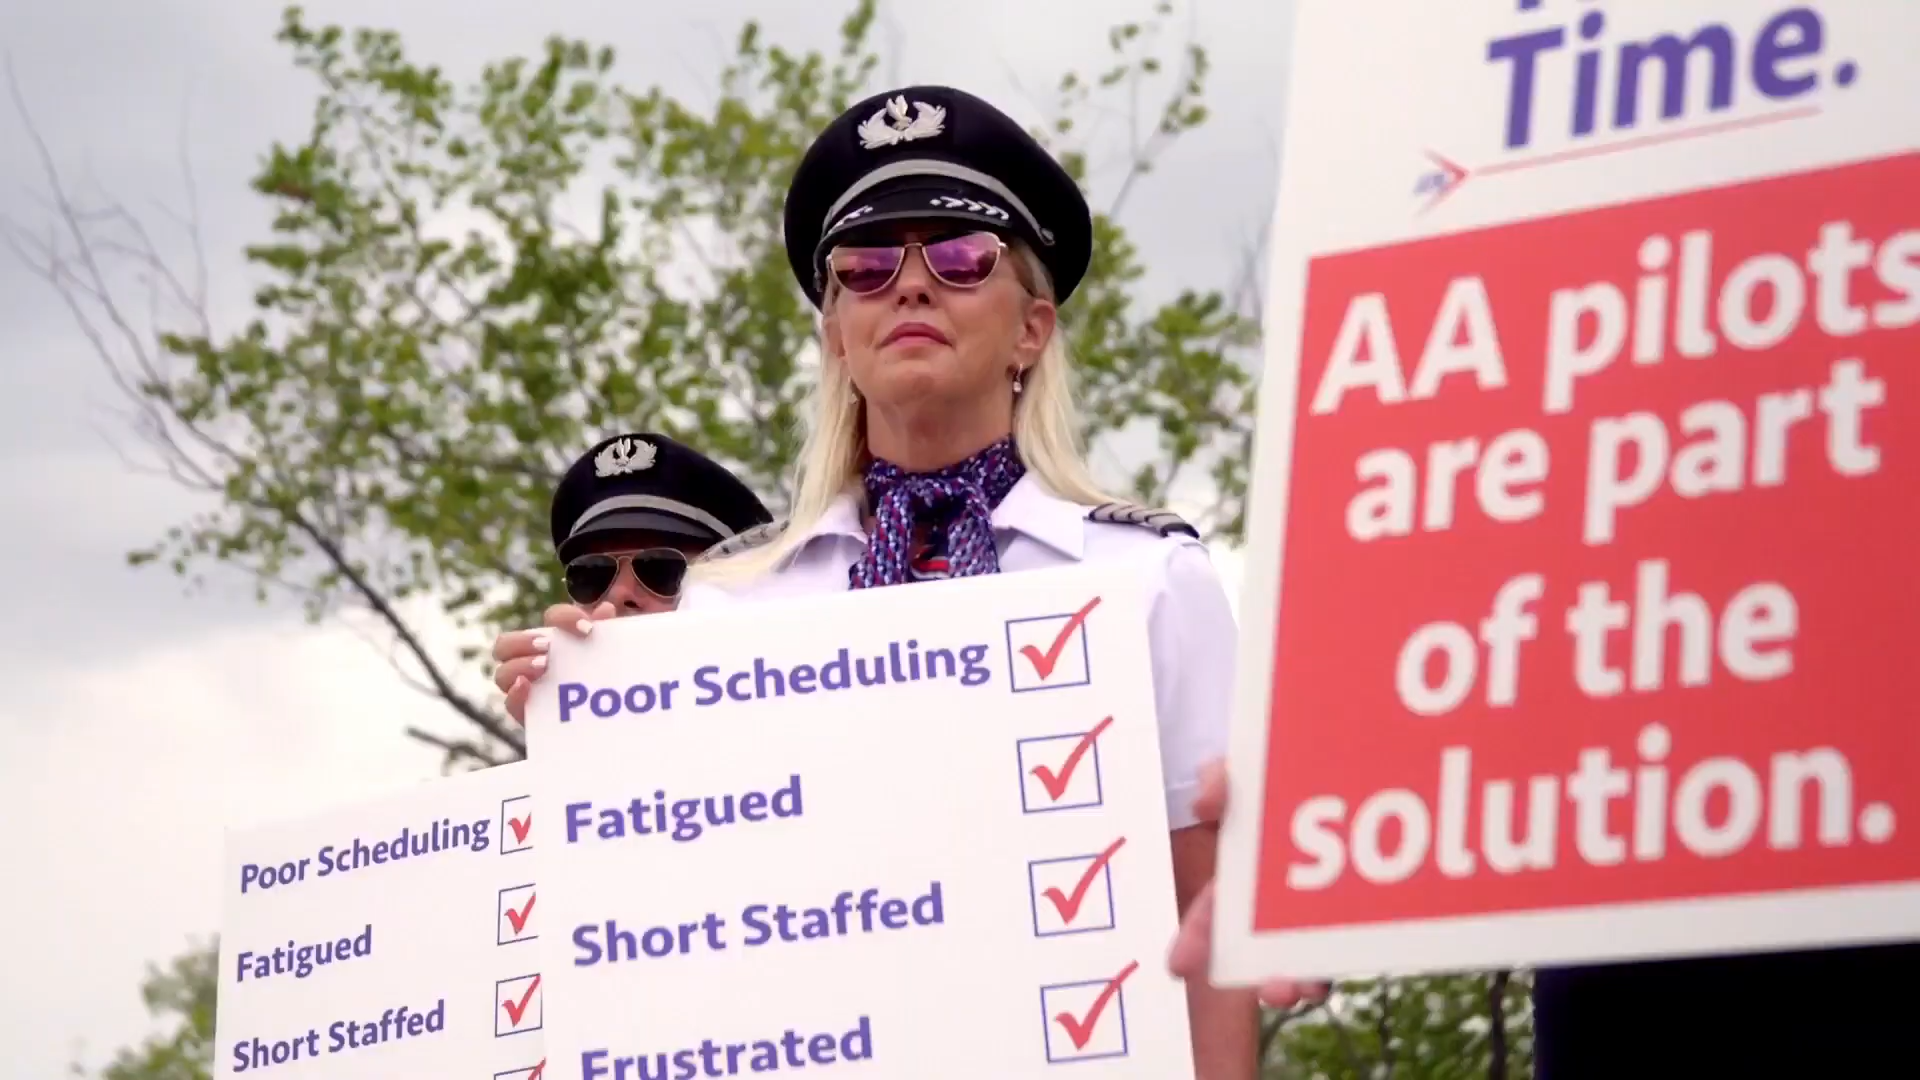 Time.
AA pilots
are part
of the
solution.
Poor Scheduling
Fatigued
Short Staffed
Frustrated
Poor Scheduling
Fatigued
Short Staffed